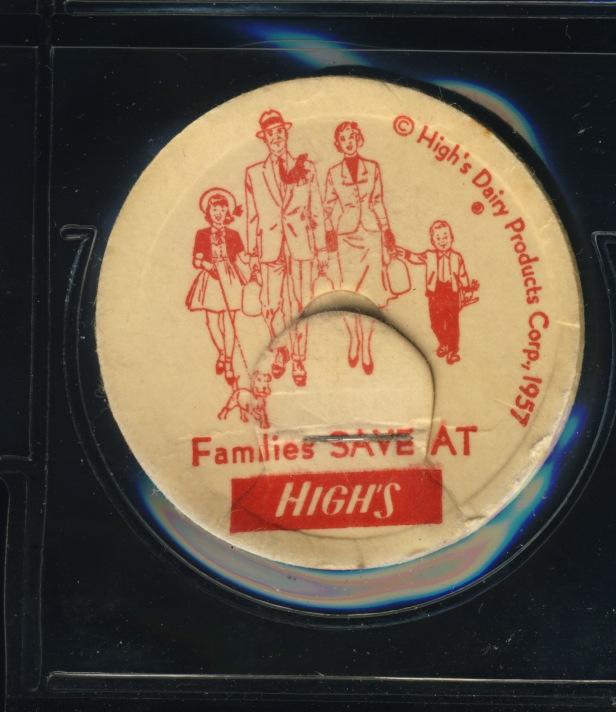 © High's Dairy Products Corp., 1957
®
Families SAVE AT
HIGH'S